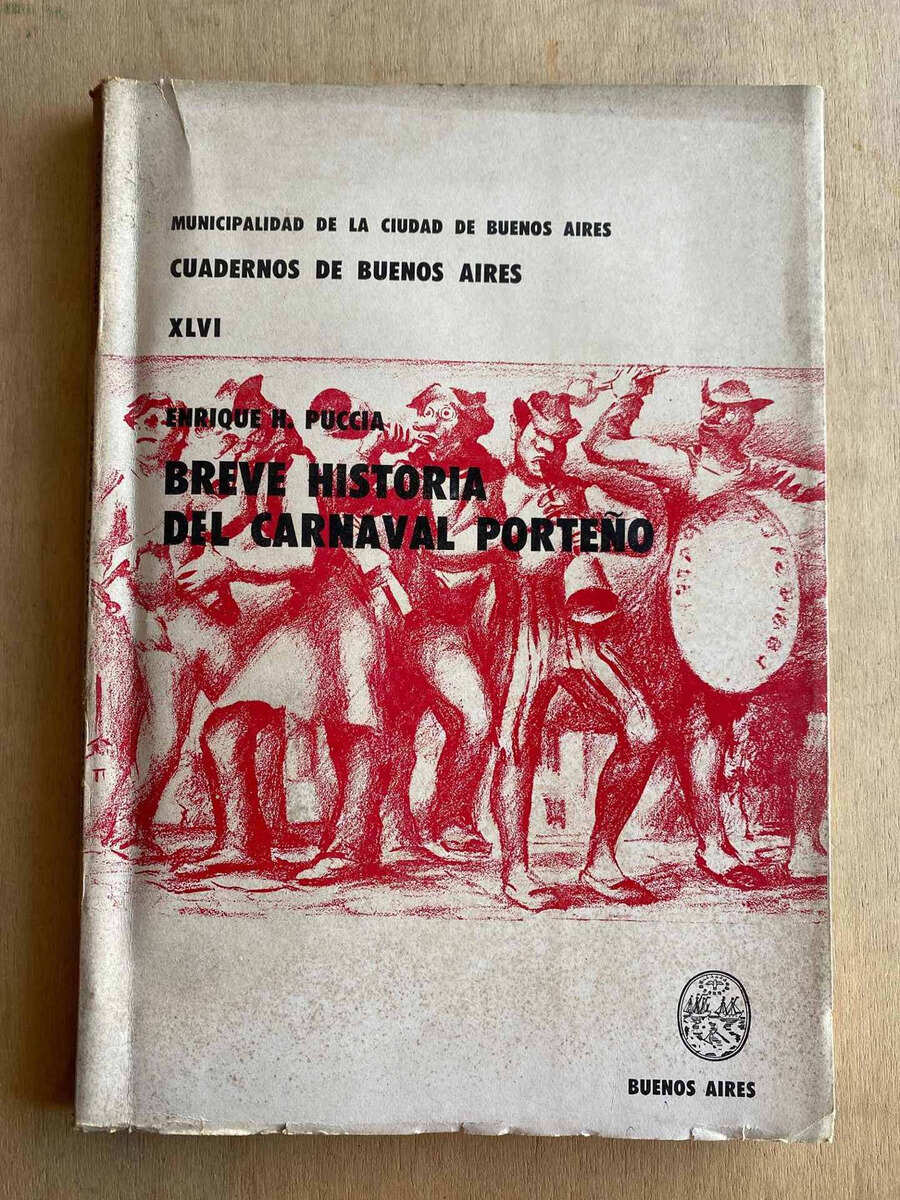 MUNICIPALIDAD DE LA CIUDAD DE BUENOS AIRES
CUADERNOS DE BUENOS AIRES
XLVI
ENRIQUE H. PUCCIA
BREVE HISTORIA
DEL CARNAVAL PORTEÑO
BUENOS AIRES